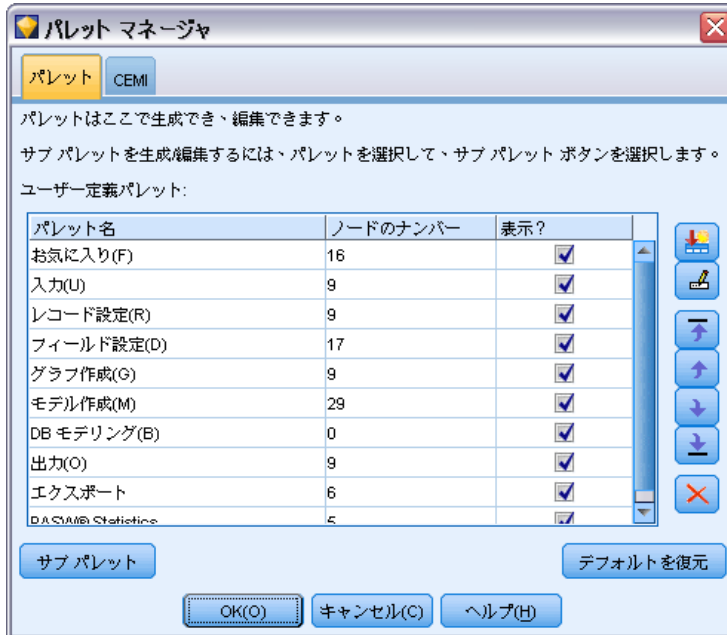 パレット マネージャ
パレット CEMI
パレットはここで生成でき、編集できます。
サブ パレットを生成/編集するには、パレットを選択して、サブ パレット ボタンを選択します。
ユーザー定義パレット:
パレット名 ノードのナンバー 表示?
お気に入り(F) 16
入力(U) 9
レコード設定(R) 9
フィールド設定(D) 17
グラフ作成(G) 9
モデル作成(M) 29
DB モデリング(B) 0
出力(O) 9
エクスポート 6
PASW® Statistics 5
サブ パレット デフォルトを復元
OK(O) キャンセル(C) ヘルプ(H)